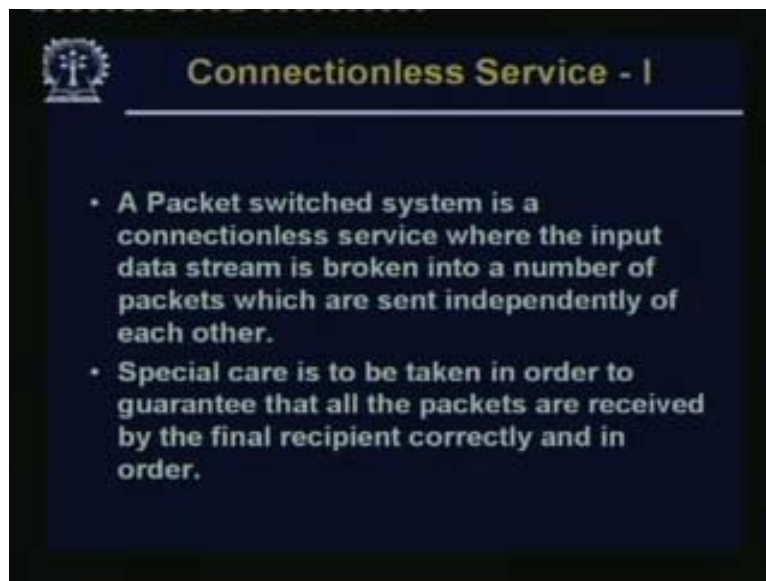 Connectionless Service - I
• A Packet switched system is a
connectionless service where the input
data stream is broken into a number of
packets which are sent independently of
each other.
• Special care is to be taken in order to
guarantee that all the packets are received
by the final recipient correctly and in
order.